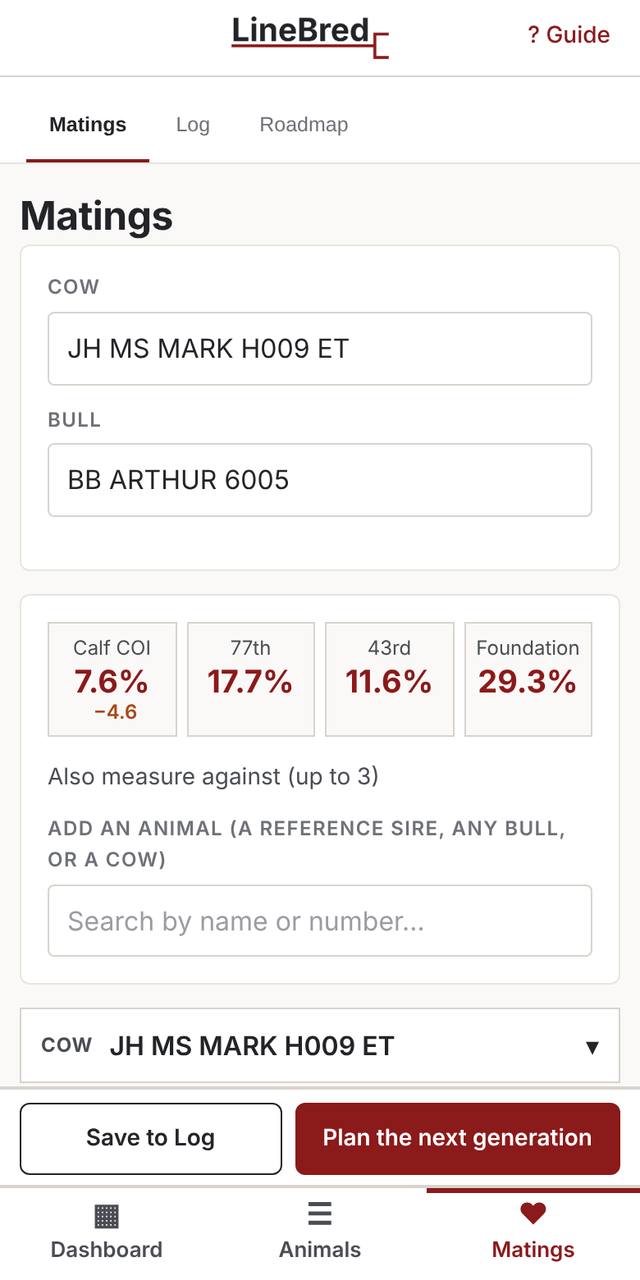 LineBred
? Guide
Matings
Log
Roadmap
Matings
COW
JH MS MARK H009 ET
BULL
BB ARTHUR 6005
Calf COI
7.6%
−4.6
77th
17.7%
43rd
11.6%
Foundation
29.3%
Also measure against (up to 3)
ADD AN ANIMAL (A REFERENCE SIRE, ANY BULL,
OR A COW)
Search by name or number...
COW JH MS MARK H009 ET ▼
Save to Log
Plan the next generation
Dashboard
Animals
Matings